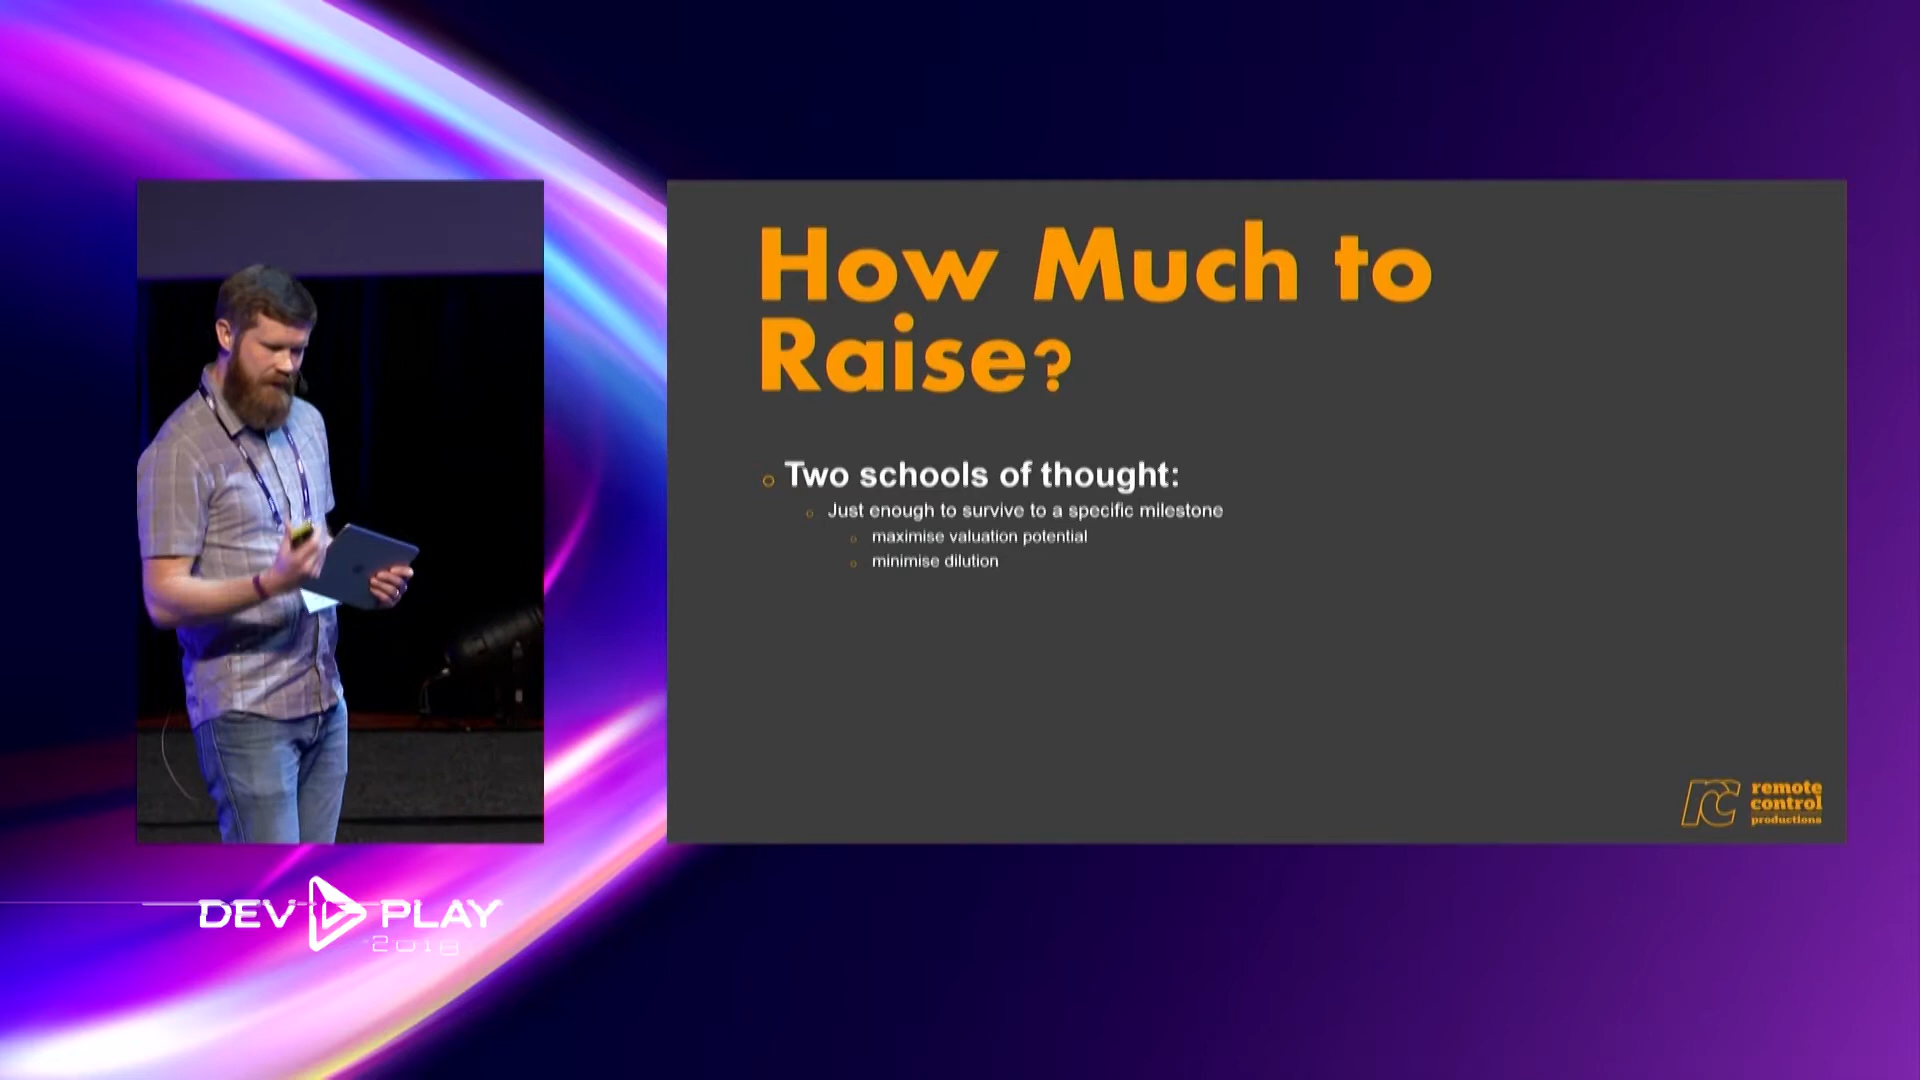 How Much to
Raise?
Two schools of thought:
Just enough to survive to a specific milestone
maximise valuation potential
minimise dilution
remote
control
productions
DEV PLAY
2018